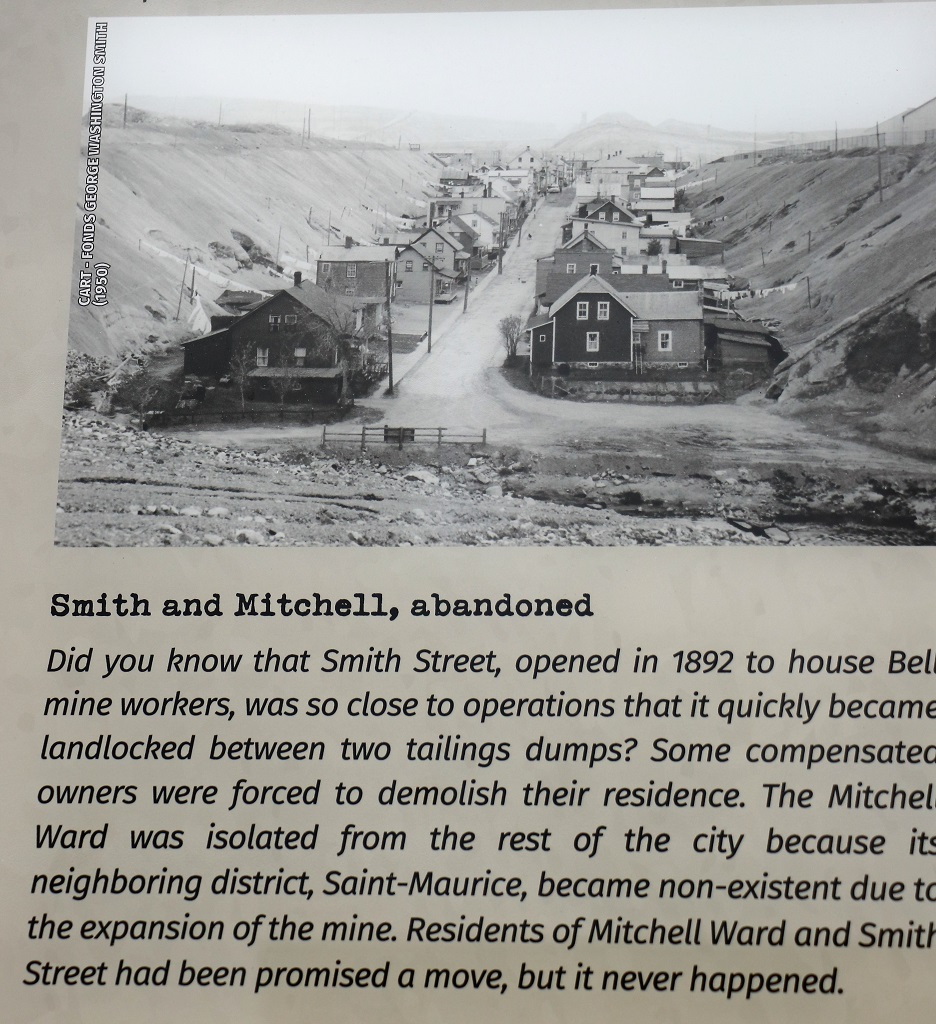 CART - FONDS GEORGE WASHINGTON SMITH
(1950)
Smith and Mitchell, abandoned
Did you know that Smith Street, opened in 1892 to house Bell
mine workers, was so close to operations that it quickly became
landlocked between two tailings dumps? Some compensated
owners were forced to demolish their residence. The Mitchell
Ward was isolated from the rest of the city because its
neighboring district, Saint-Maurice, became non-existent due to
the expansion of the mine. Residents of Mitchell Ward and Smith
Street had been promised a move, but it never happened.